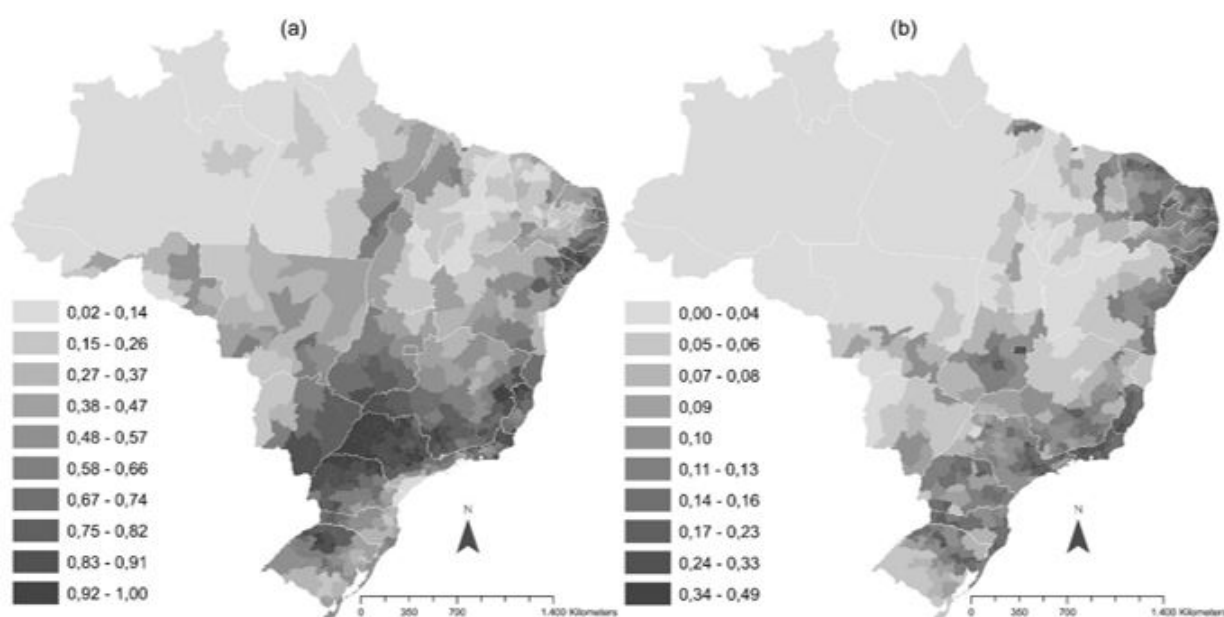 (a)
0,02 - 0,14
0,15 - 0,26
0,27 - 0,37
0,38 - 0,47
0,48 - 0,57
0,58 - 0,66
0,67 - 0,74
0,75 - 0,82
0,83 - 0,91
0,92 - 1,00
N
0 350 700 1.400 Kilometers
(b)
0,00 - 0,04
0,05 - 0,06
0,07 - 0,08
0,09
0,10
0,11 - 0,13
0,14 - 0,16
0,17 - 0,23
0,24 - 0,33
0,34 - 0,49
N
0 350 700 1.400 Kilometers